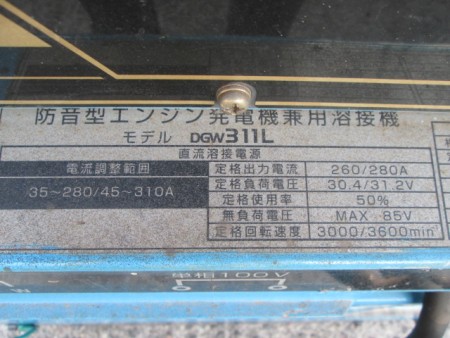 防音型エンジン発電機兼用溶接機
モデル DGW311L
直流溶接電源
電流調整範囲
35～280/45～310A
定格出力電流 260/280A
定格負荷電圧 30.4/31.2V
定格使用率 50%
無負荷電圧 MAX 85V
定格回転速度 3000/3600min⁻¹
単相100V